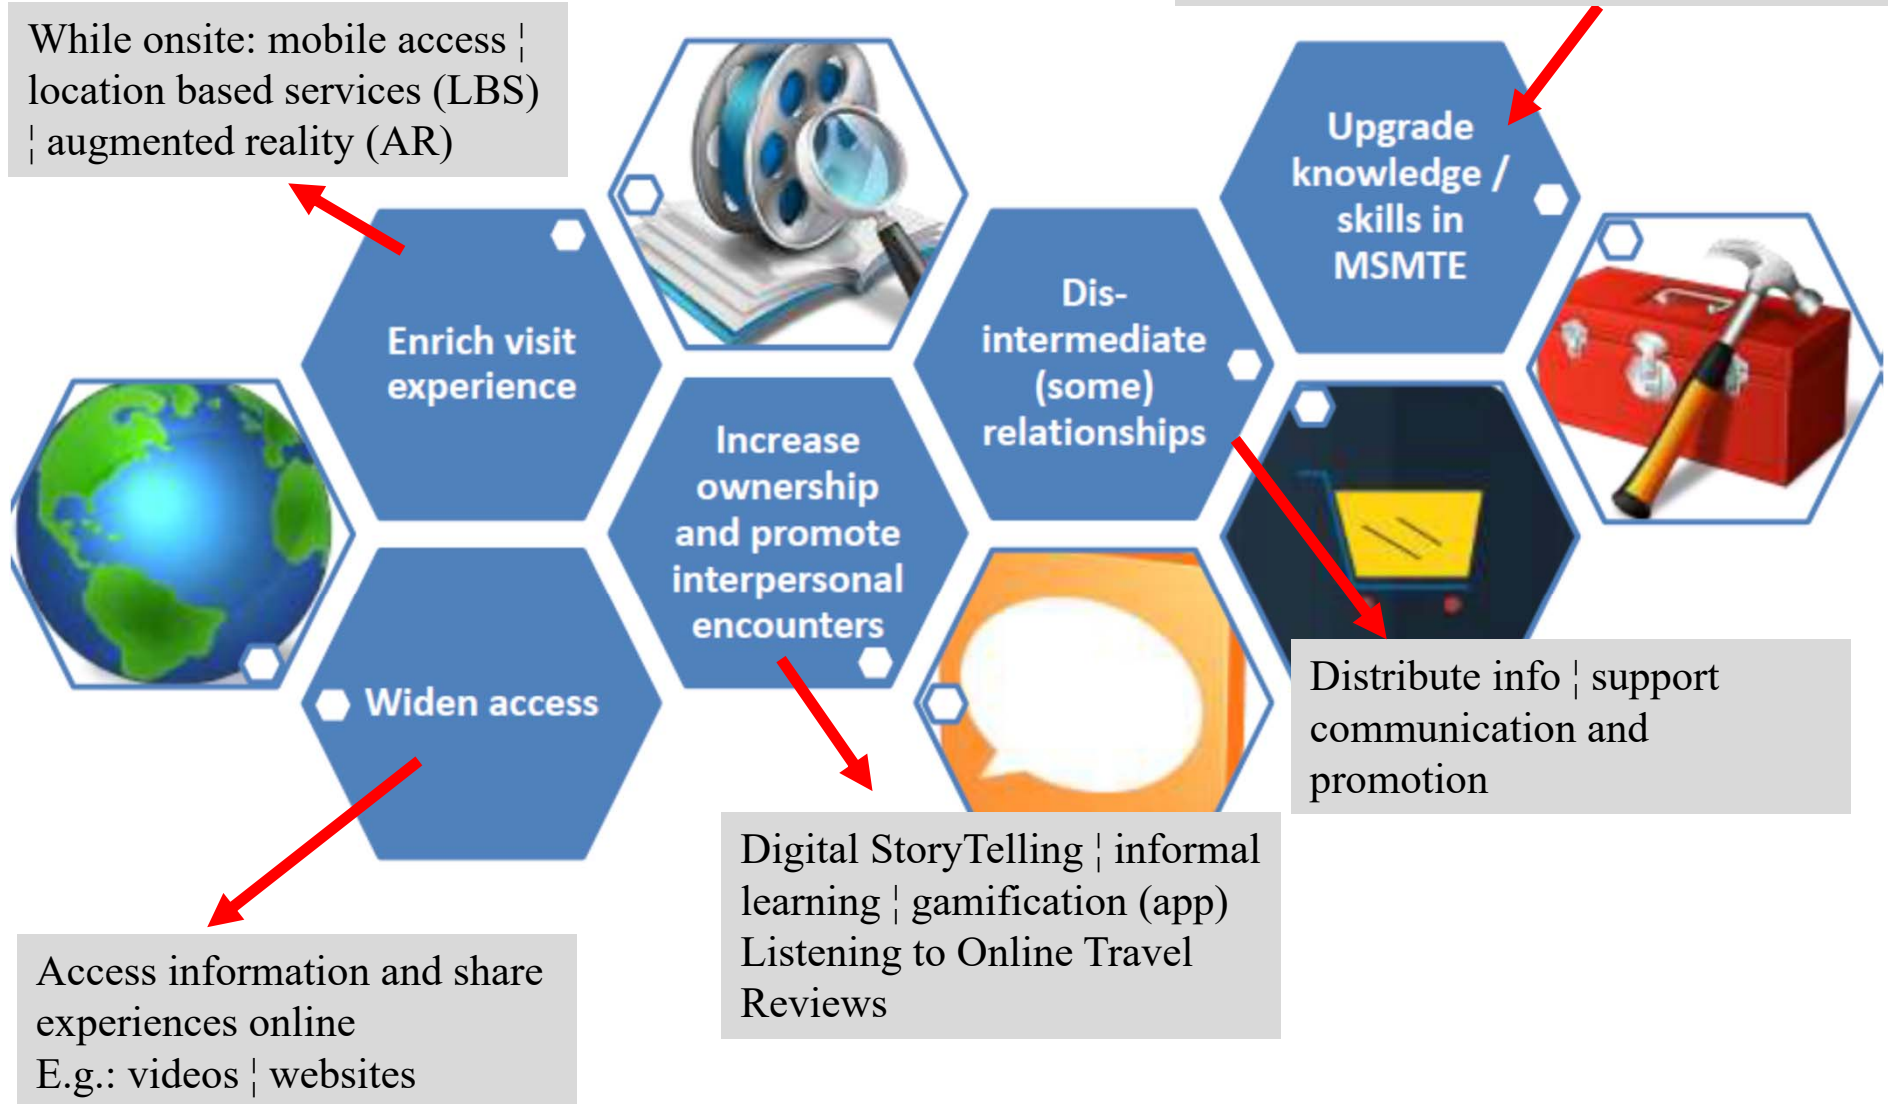 While onsite: mobile access ¦
location based services (LBS)
¦ augmented reality (AR)
Enrich visit
experience
Widen access
Increase
ownership
and promote
interpersonal
encounters
Dis-
intermediate
(some)
relationships
Upgrade
knowledge /
skills in
MSMTE
Access information and share
experiences online
E.g.: videos ¦ websites
Digital StoryTelling ¦ informal
learning ¦ gamification (app)
Listening to Online Travel
Reviews
Distribute info ¦ support
communication and
promotion